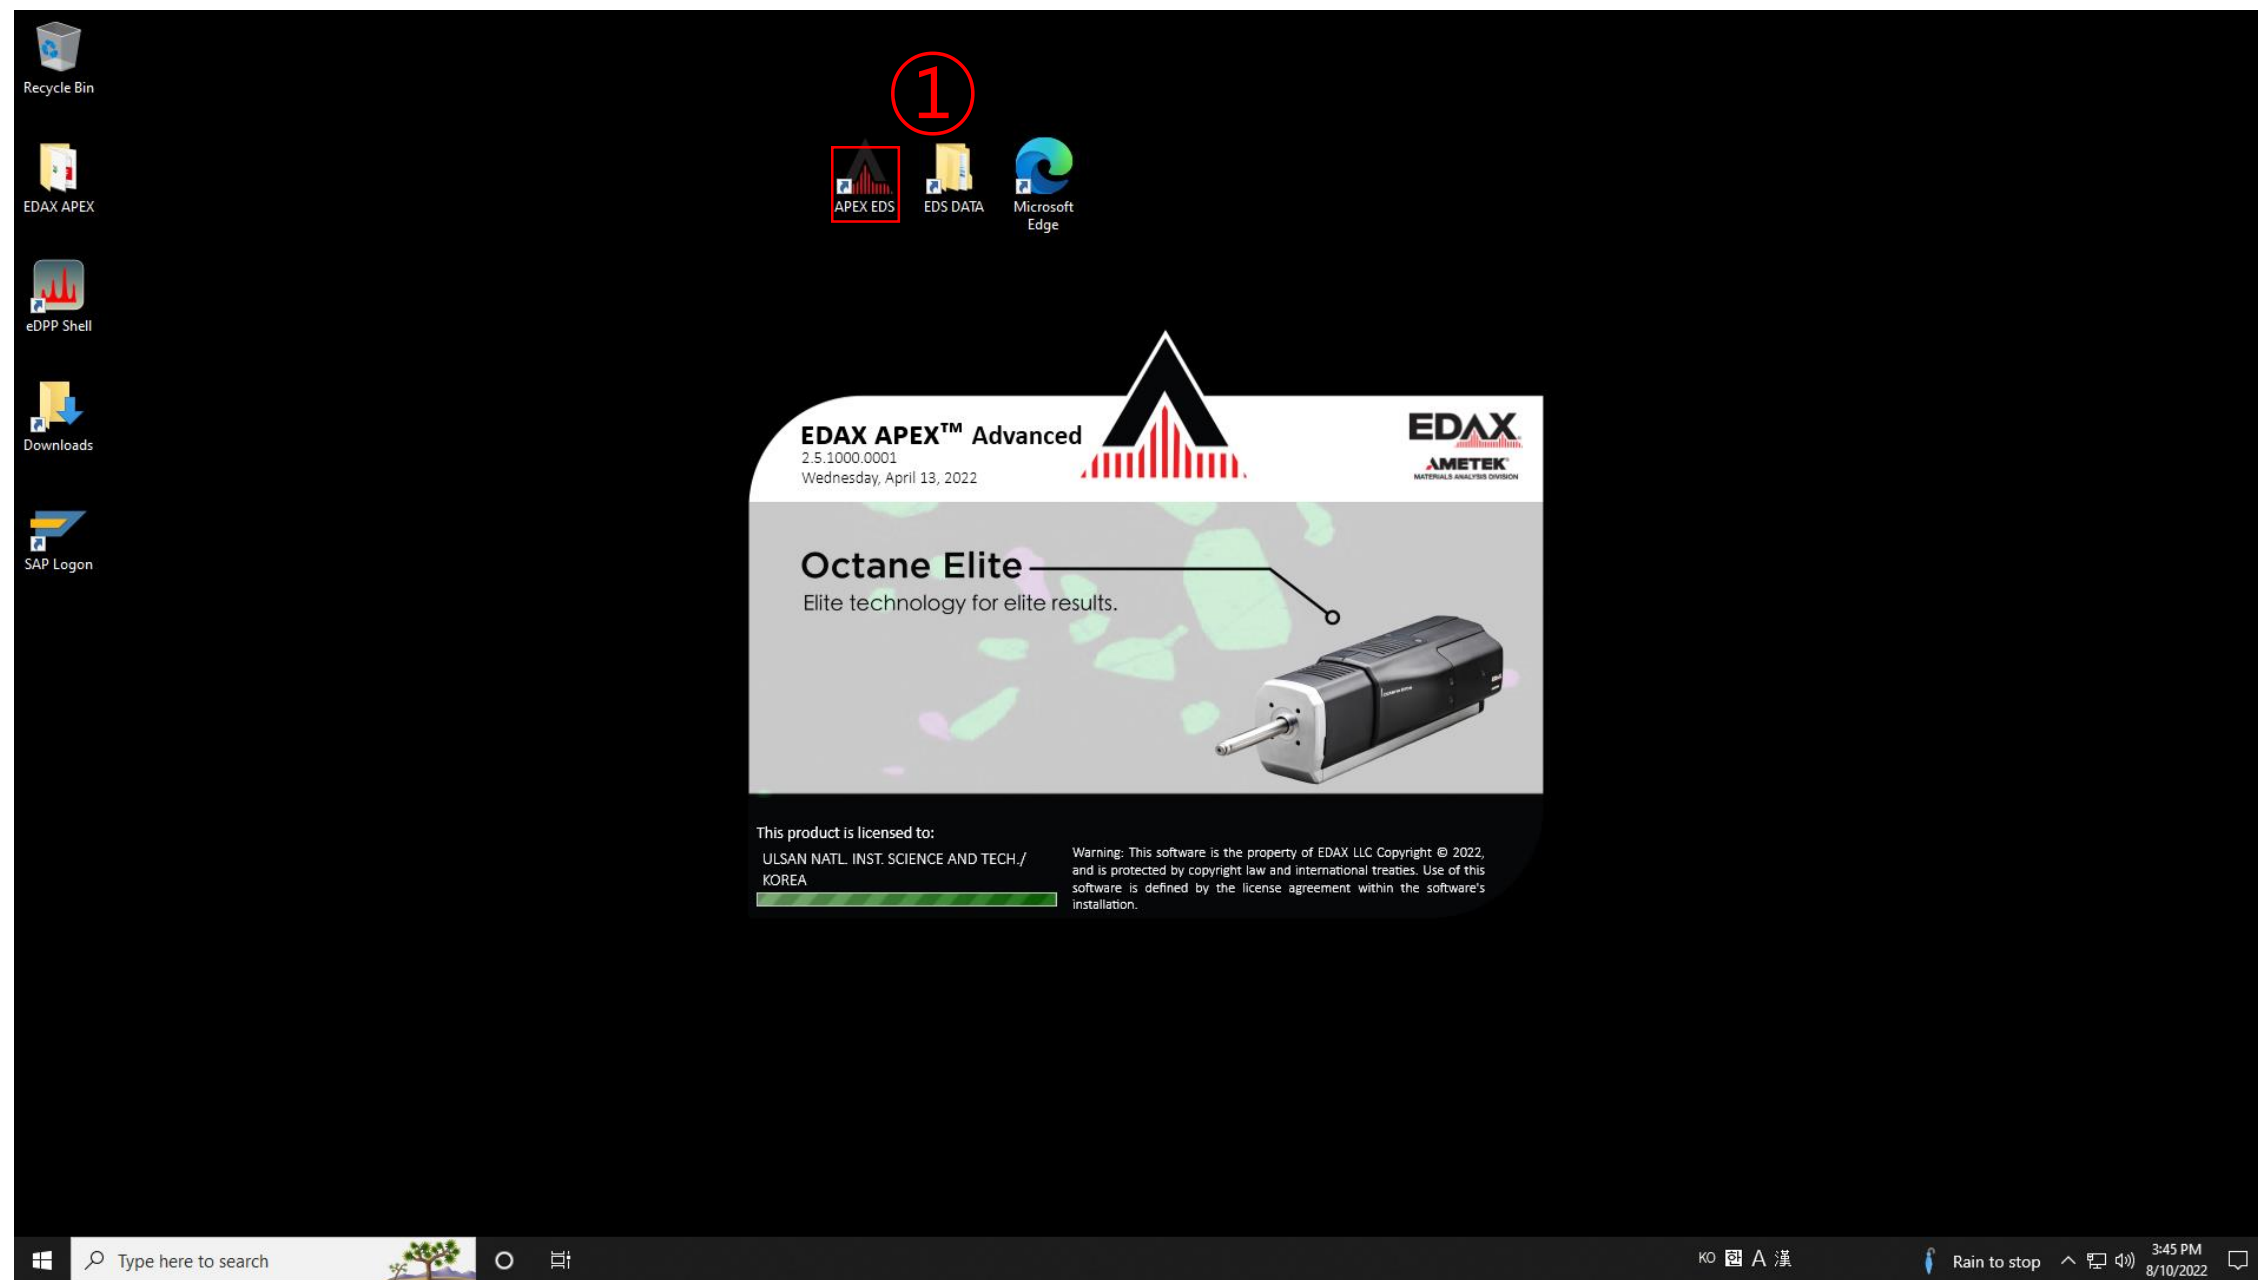 Recycle Bin
①
EDAX APEX
APEX EDS
EDS DATA
Microsoft
Edge
eDPP Shell
Downloads
SAP Logon
EDAX APEX™ Advanced
2.5.1000.0001
Wednesday, April 13, 2022
EDAX
AMETEK
MATERIALS ANALYSIS DIVISION
Octane Elite
Elite technology for elite results.
This product is licensed to:
ULSAN NATL. INST. SCIENCE AND TECH./
KOREA
Warning: This software is the property of EDAX LLC Copyright © 2022,
and is protected by copyright law and international treaties. Use of this
software is defined by the license agreement within the software's
installation.
Type here to search
KO 한 A 漢
Rain to stop
3:45 PM
8/10/2022